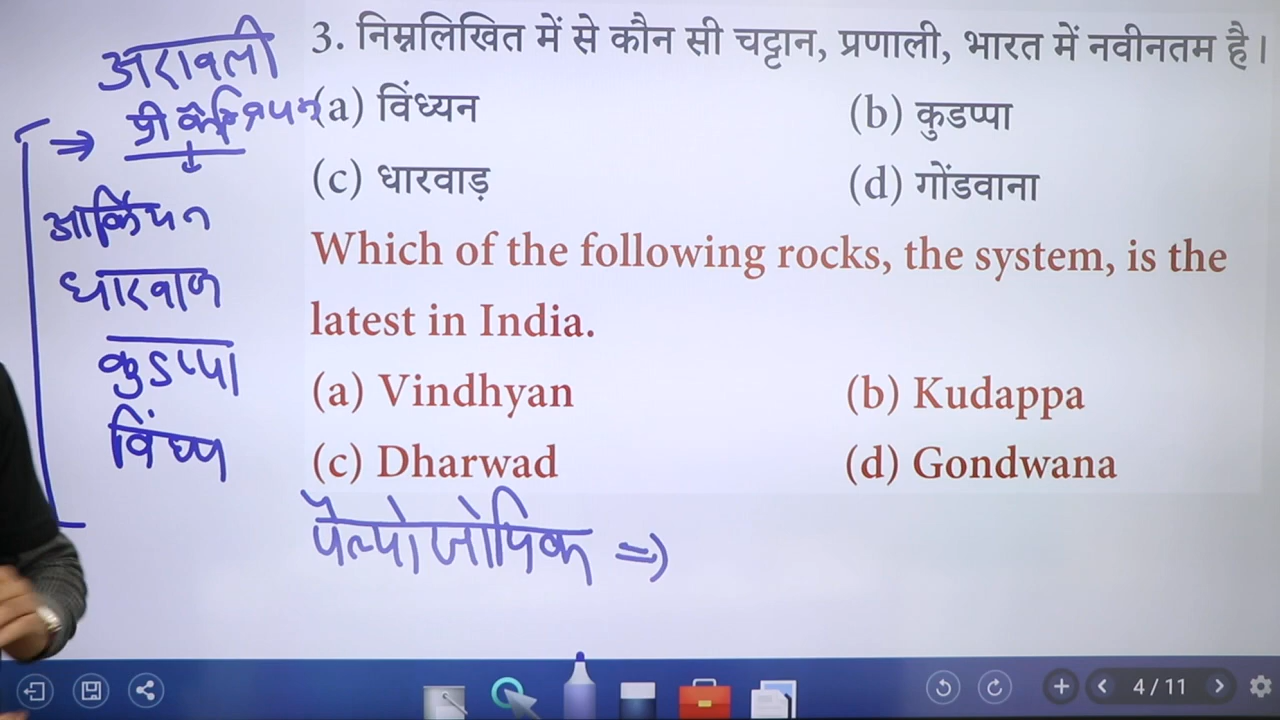 अरावली
प्री कैम्ब्रियन
⇒
आर्कियन
धारवाण
कुडप्पा
विंध्य
3. निम्नलिखित में से कौन सी चट्टान, प्रणाली, भारत में नवीनतम है।
(a) विंध्यन (b) कुडप्पा
(c) धारवाड़ (d) गोंडवाना
Which of the following rocks, the system, is the
latest in India.
(a) Vindhyan (b) Kudappa
(c) Dharwad (d) Gondwana
⇒
4 / 11